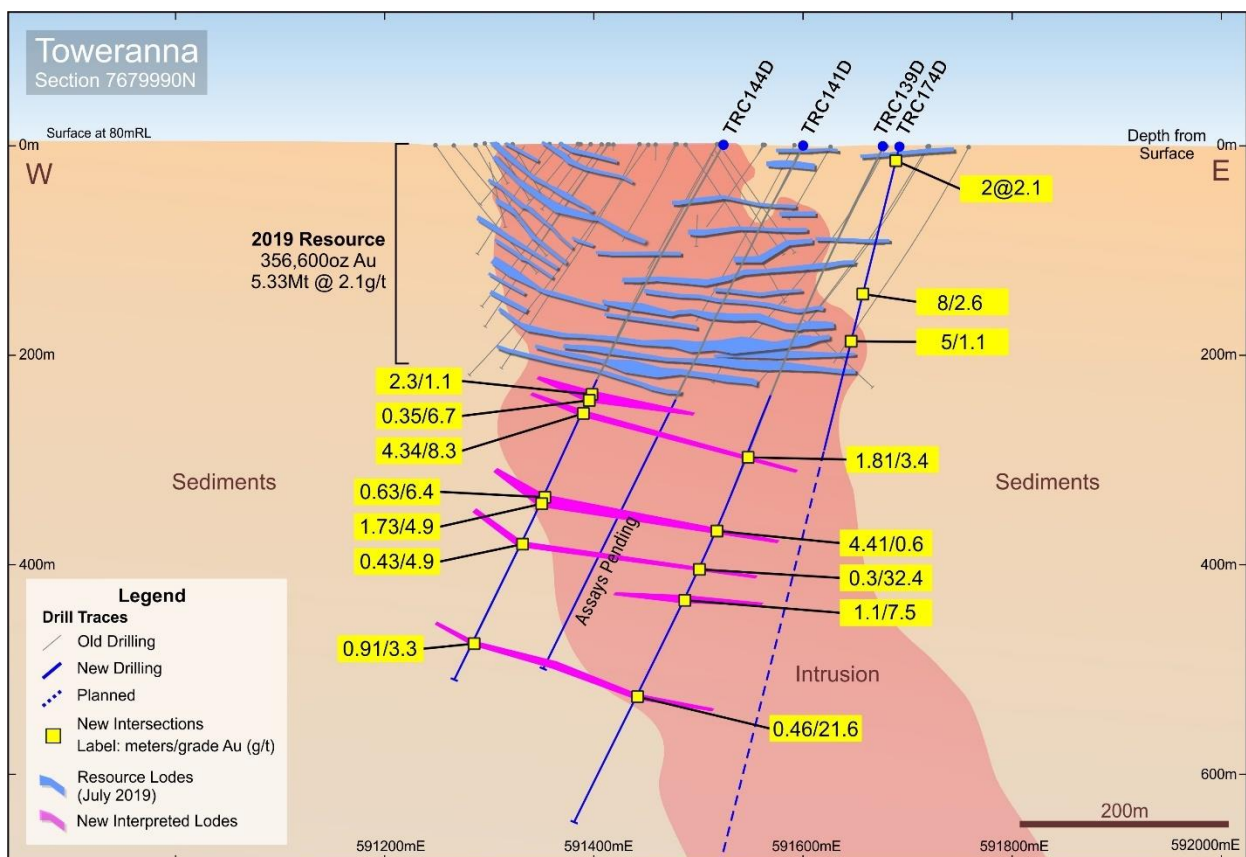 Toweranna
Section 7679990N
TRC144D
TRC141D
TRC139D
TRC174D
Surface at 80mRL
Depth from
Surface
0m
0m
W
E
2@2.1
2019 Resource
356,600oz Au
5.33Mt @ 2.1g/t
8/2.6
5/1.1
200m
200m
2.3/1.1
0.35/6.7
4.34/8.3
1.81/3.4
Sediments
Sediments
0.63/6.4
1.73/4.9
0.43/4.9
4.41/0.6
0.3/32.4
1.1/7.5
Assays Pending
400m
400m
0.91/3.3
Intrusion
0.46/21.6
Legend
Drill Traces
Old Drilling
New Drilling
Planned
New Intersections
Label: meters/grade Au (g/t)
Resource Lodes
(July 2019)
New Interpreted Lodes
600m
200m
591200mE
591400mE
591600mE
591800mE
592000mE